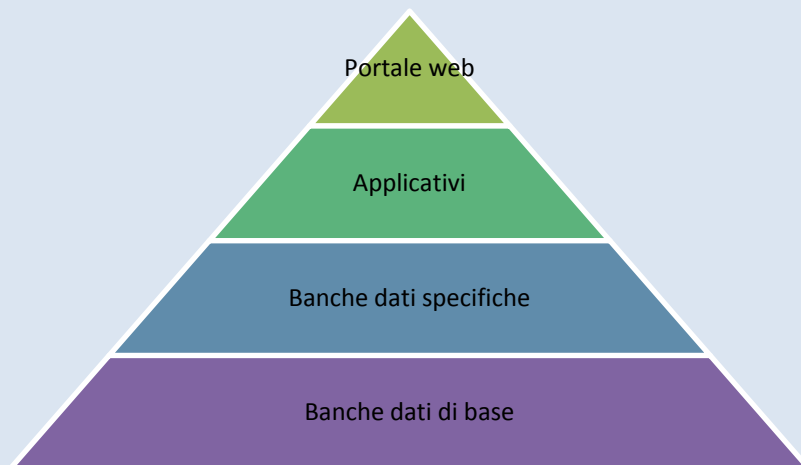 Portale web
Applicativi
Banche dati specifiche
Banche dati di base